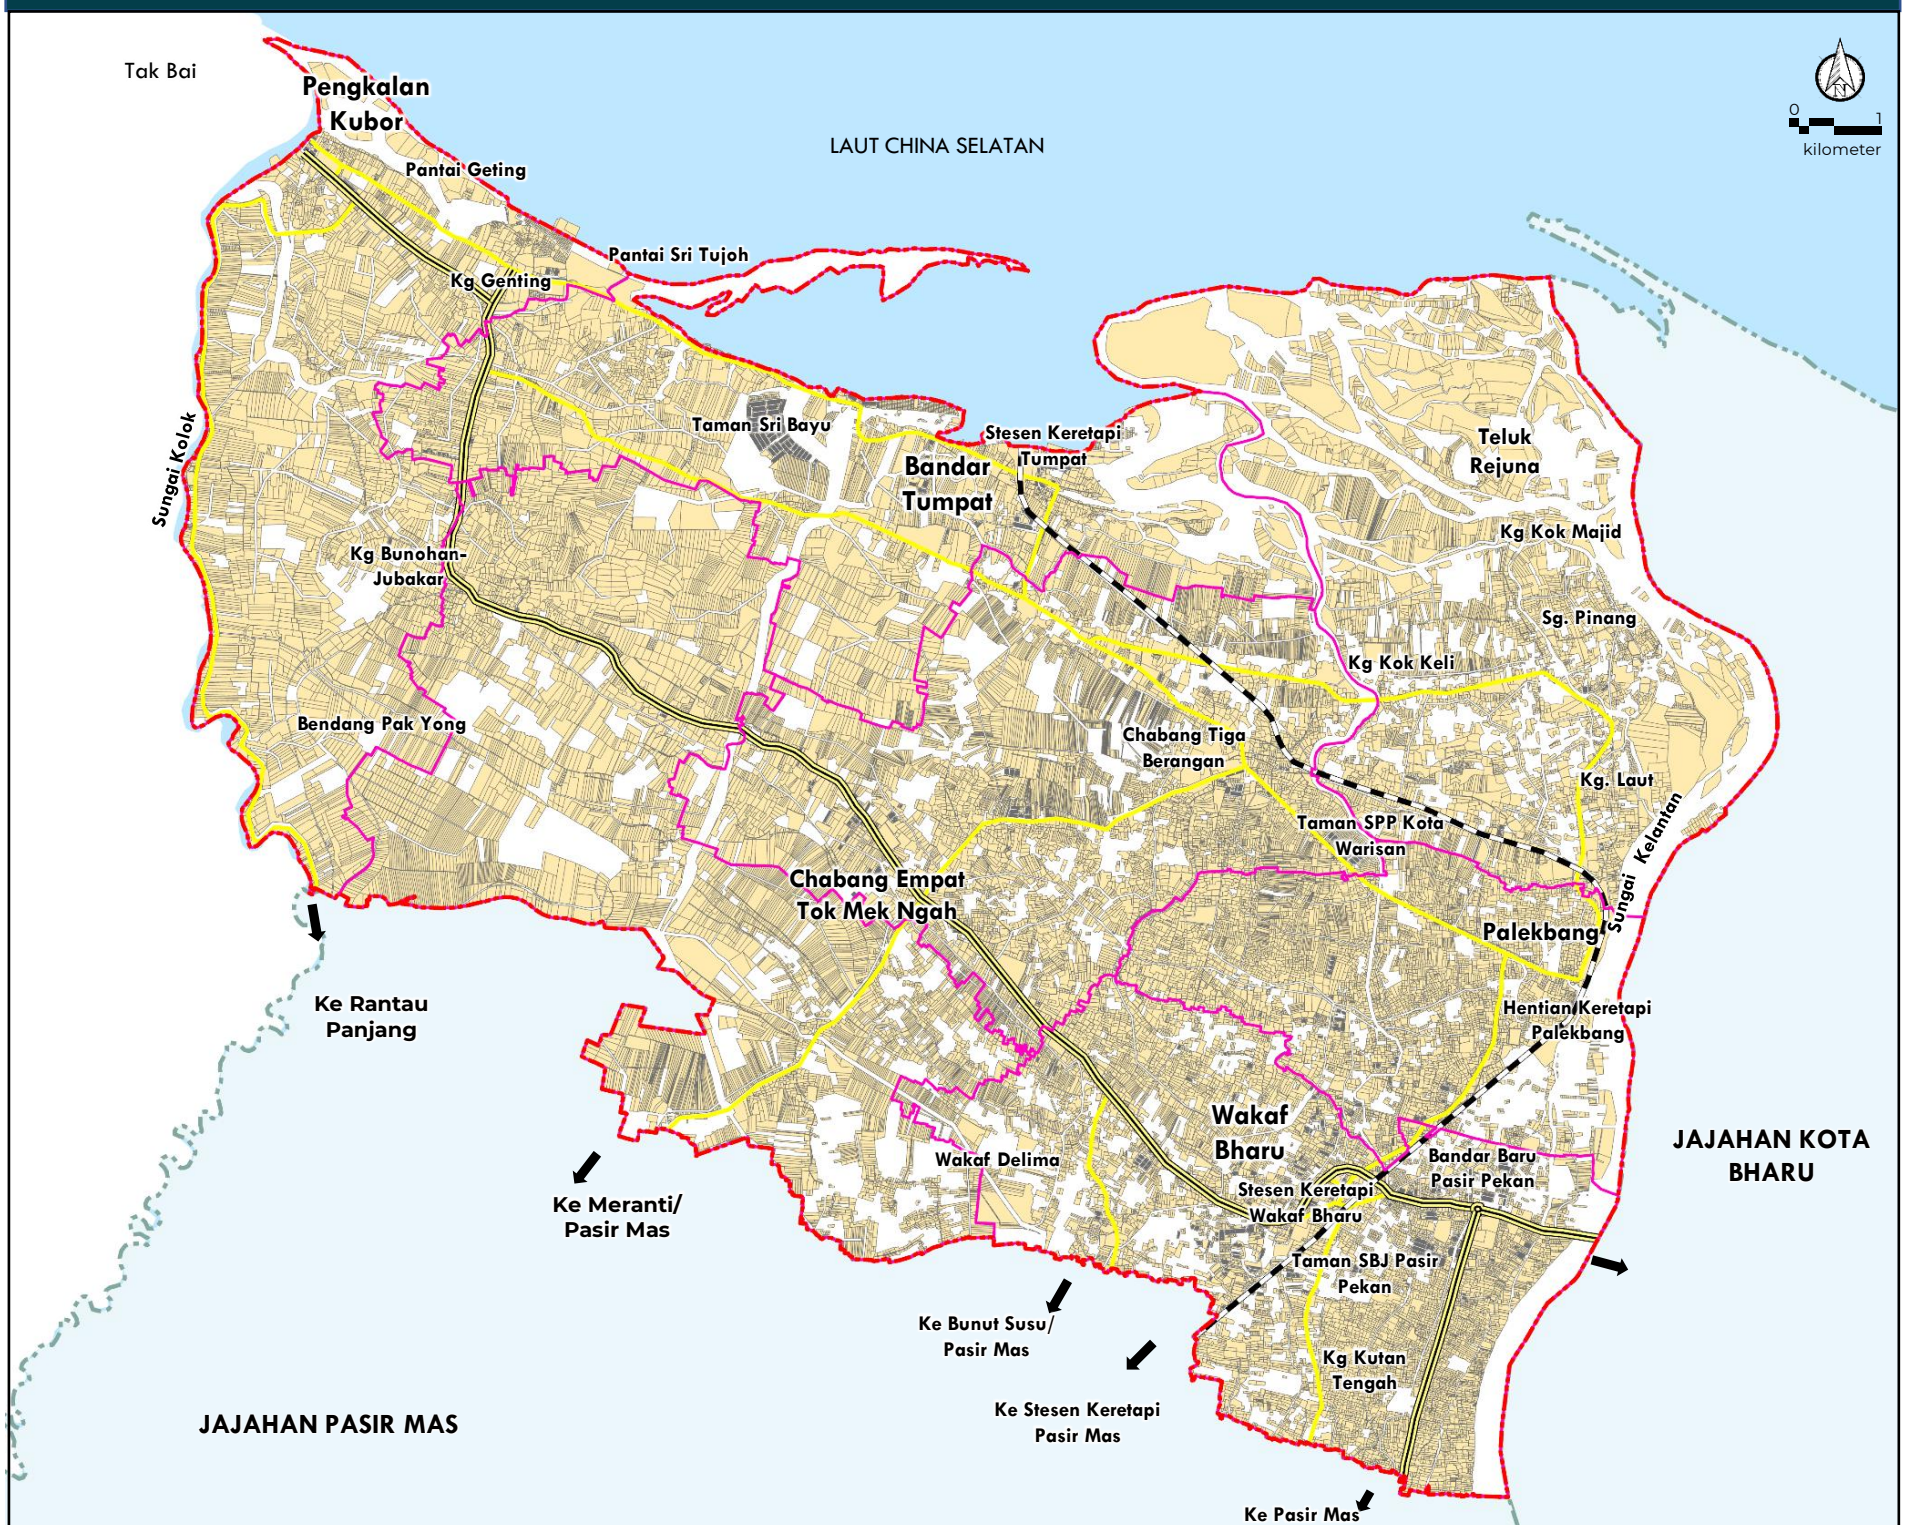 Tak Bai
Pengkalan
Kubor
N
0 1
kilometer
LAUT CHINA SELATAN
Pantai Geting
Pantai Sri Tujoh
Kg Genting
Sungai Kolok
Taman Sri Bayu
Stesen Keretapi
Tumpat
Bandar
Tumpat
Teluk
Rejuna
Kg Kok Majid
Kg Bunohan-
Jubakar
Sg. Pinang
Kg Kok Keli
Bendang Pak Yong
Chabang Tiga
Berangan
Kg. Laut
Taman SPP Kota
Warisan
Sungai Kelantan
Chabang Empat
Tok Mek Ngah
Palekbang
Ke Rantau
Panjang
Hentian Keretapi
Palekbang
Wakaf
Bharu
JAJAHAN KOTA
BHARU
Wakaf Delima
Bandar Baru
Pasir Pekan
Ke Meranti/
Pasir Mas
Stesen Keretapi
Wakaf Bharu
Taman SBJ Pasir
Pekan
Ke Bunut Susu/
Pasir Mas
Kg Kutan
Tengah
Ke Stesen Keretapi
Pasir Mas
JAJAHAN PASIR MAS
Ke Pasir Mas